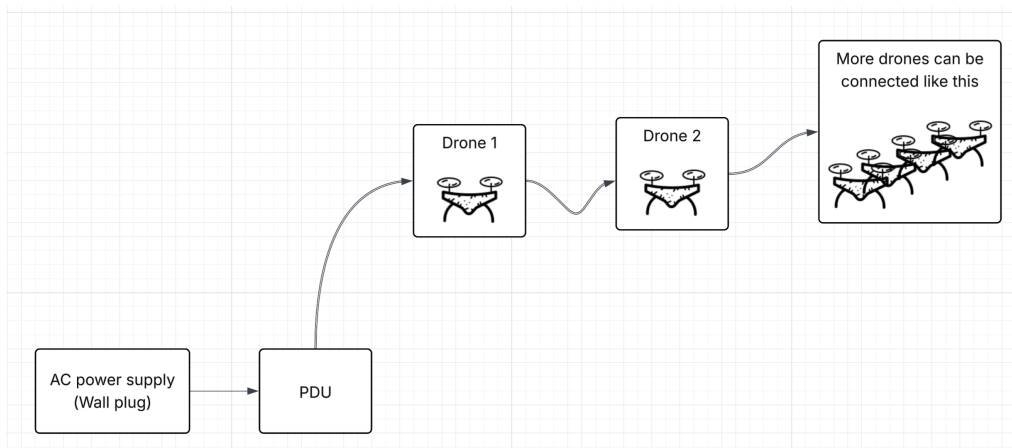 More drones can be
connected like this
Drone 1
Drone 2
AC power supply
(Wall plug)
PDU